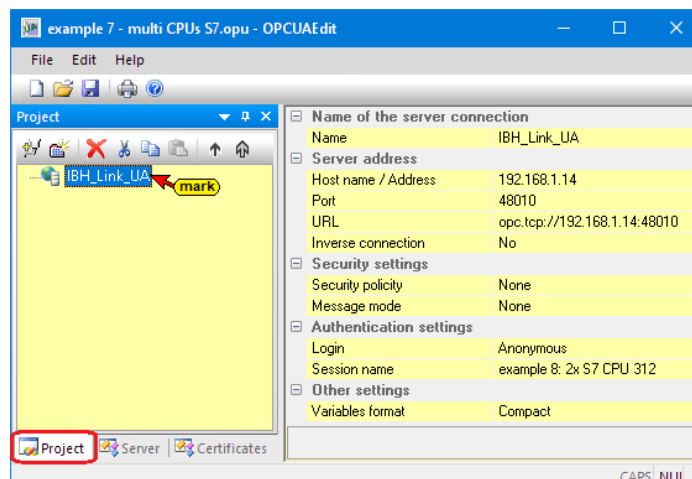 example 7 - multi CPUs S7.opu - OPCUAEdit
File Edit Help
Project
IBH_Link_UA
mark
Name of the server connection
Name IBH_Link_UA
Server address
Host name / Address 192.168.1.14
Port 48010
URL opc.tcp://192.168.1.14:48010
Inverse connection No
Security settings
Security policity None
Message mode None
Authentication settings
Login Anonymous
Session name example 8: 2x S7 CPU 312
Other settings
Variables format Compact
Project Server Certificates
CAPS NUL